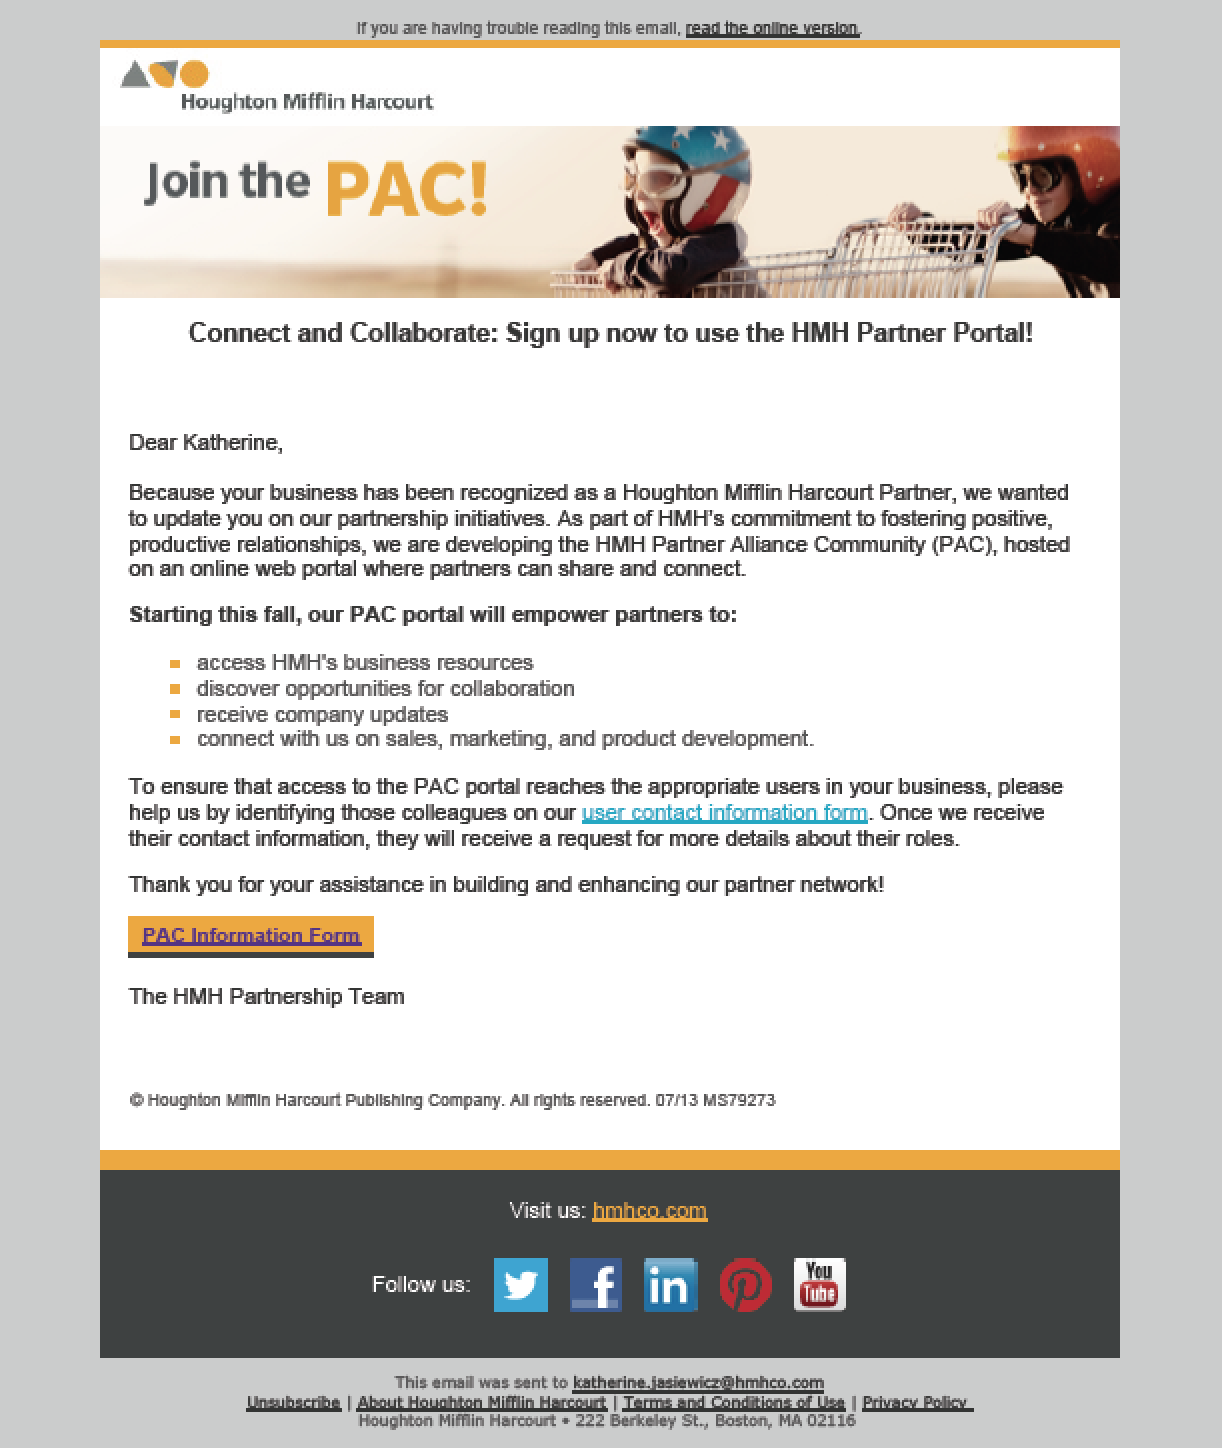 If you are having trouble reading this email, read the online version.
Houghton Mifflin Harcourt
Join the PAC!
Connect and Collaborate: Sign up now to use the HMH Partner Portal!
Dear Katherine,
Because your business has been recognized as a Houghton Mifflin Harcourt Partner, we wanted
to update you on our partnership initiatives. As part of HMH's commitment to fostering positive,
productive relationships, we are developing the HMH Partner Alliance Community (PAC), hosted
on an online web portal where partners can share and connect.
Starting this fall, our PAC portal will empower partners to:
access HMH's business resources
discover opportunities for collaboration
receive company updates
connect with us on sales, marketing, and product development.
To ensure that access to the PAC portal reaches the appropriate users in your business, please
help us by identifying those colleagues on our user contact information form. Once we receive
their contact information, they will receive a request for more details about their roles.
Thank you for your assistance in building and enhancing our partner network!
PAC Information Form
The HMH Partnership Team
© Houghton Mifflin Harcourt Publishing Company. All rights reserved. 07/13 MS79273
Visit us: hmhco.com
Follow us: f in You Tube
This email was sent to katherine.jasiewicz@hmhco.com
Unsubscribe | About Houghton Mifflin Harcourt | Terms and Conditions of Use | Privacy Policy
Houghton Mifflin Harcourt • 222 Berkeley St., Boston, MA 02116